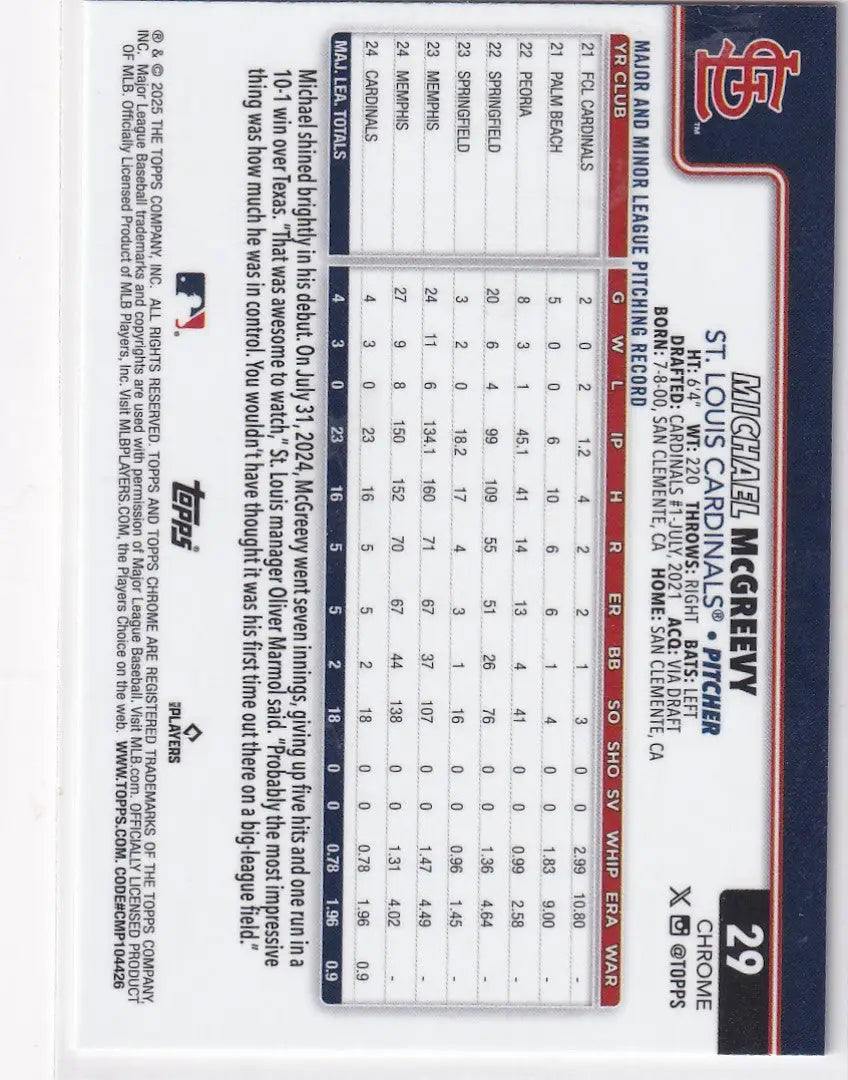 STL
TM
29
CHROME
X @TOPPS
MICHAEL McGREEVY
ST. LOUIS CARDINALS® • PITCHER
HT: 6'4" WT: 220 THROWS: RIGHT BATS: LEFT
DRAFTED: CARDINALS #1-JULY, 2021 ACQ: VIA DRAFT
BORN: 7-8-00, SAN CLEMENTE, CA HOME: SAN CLEMENTE, CA
MAJOR AND MINOR LEAGUE PITCHING RECORD
YR CLUB G W L IP H R ER BB SO SHO SV WHIP ERA WAR
21 FCL CARDINALS 2 0 2 1.2 4 2 2 1 3 0 0 2.99 10.80 -
21 PALM BEACH 5 0 0 6 10 6 6 1 4 0 0 1.83 9.00 -
22 PEORIA 8 3 1 45.1 41 14 13 4 41 0 0 0.99 2.58 -
22 SPRINGFIELD 20 6 4 99 109 55 51 26 76 0 0 1.36 4.64 -
23 SPRINGFIELD 3 2 0 18.2 17 4 3 1 16 0 0 0.96 1.45 -
23 MEMPHIS 24 11 6 134.1 160 71 67 37 107 0 0 1.47 4.49 -
24 MEMPHIS 27 9 8 150 152 70 67 44 138 0 0 1.31 4.02 -
24 CARDINALS 4 3 0 23 16 5 5 2 18 0 0 0.78 1.96 0.9
MAJ. LEA. TOTALS 4 3 0 23 16 5 5 2 18 0 0 0.78 1.96 0.9
Michael shined brightly in his debut. On July 31, 2024, McGreevy went seven innings, giving up five hits and one run in a
10-1 win over Texas. "That was awesome to watch," St. Louis manager Oliver Marmol said. "Probably the most impressive
thing was how much he was in control. You wouldn't have thought it was his first time out there on a big-league field."
topps®
MLB PLAYERS
® & © 2025 THE TOPPS COMPANY, INC. ALL RIGHTS RESERVED. TOPPS AND TOPPS CHROME ARE REGISTERED TRADEMARKS OF THE TOPPS COMPANY,
INC. Major League Baseball trademarks and copyrights are used with permission of Major League Baseball. Visit MLB.com. OFFICIALLY LICENSED PRODUCT
OF MLB. Officially Licensed Product of MLB Players, Inc. Visit MLBPLAYERS.COM, the Players Choice on the web. WWW.TOPPS.COM. CODE#CMP104426